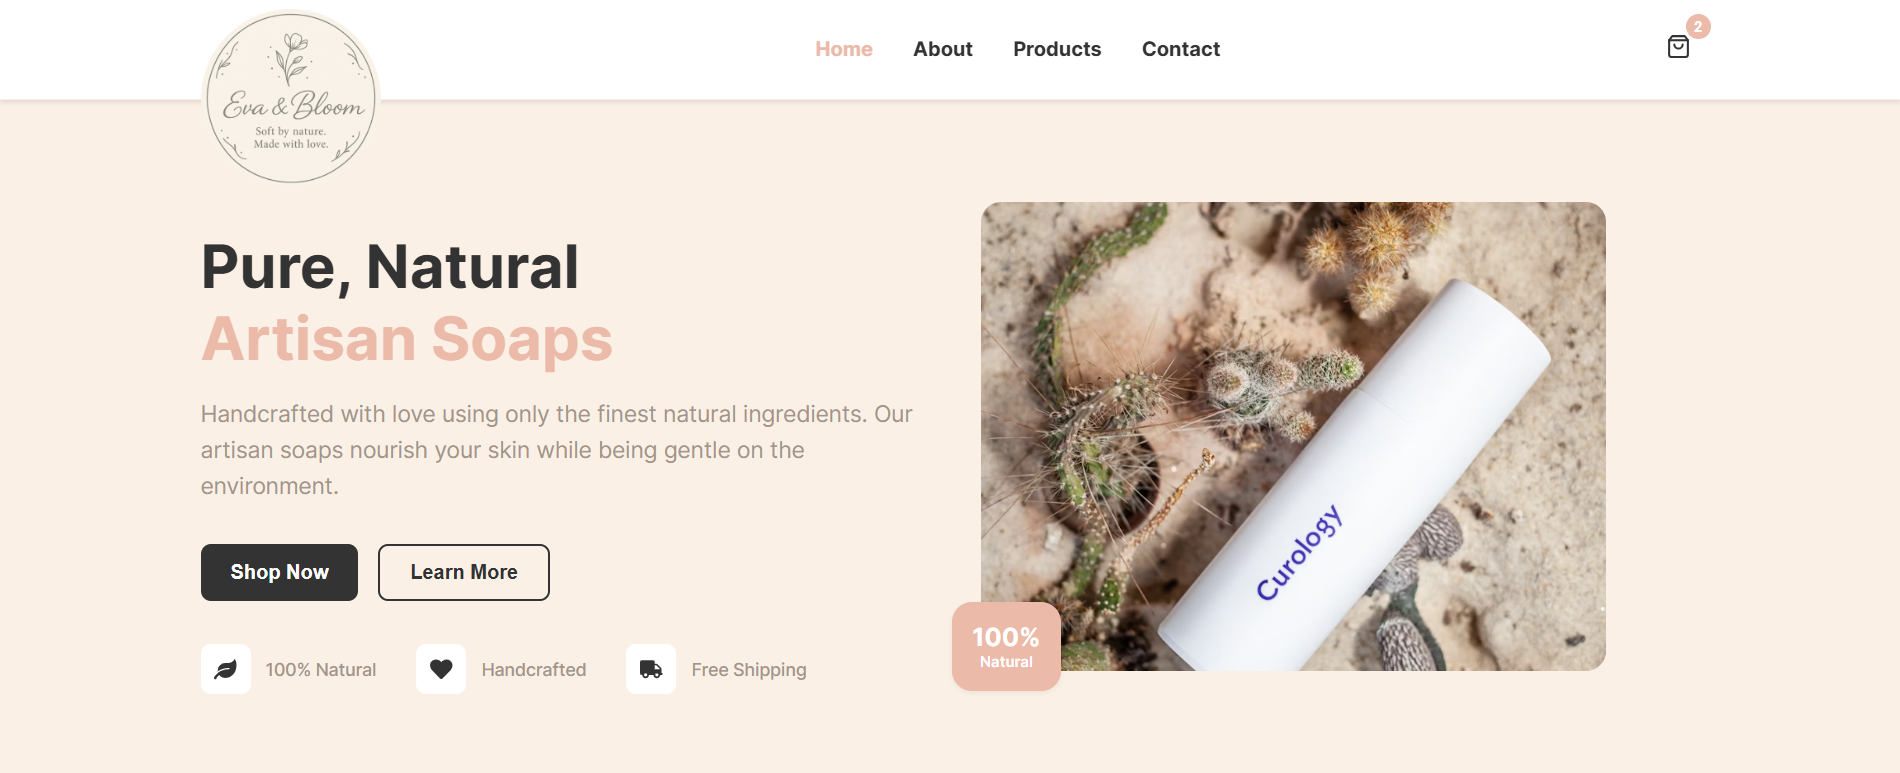 Eva & Bloom
Soft by nature.
Made with love.
Home
About
Products
Contact
2
Pure, Natural
Artisan Soaps
Handcrafted with love using only the finest natural ingredients. Our
artisan soaps nourish your skin while being gentle on the
environment.
Shop Now
Learn More
100% Natural
Handcrafted
Free Shipping
Curology
100%
Natural